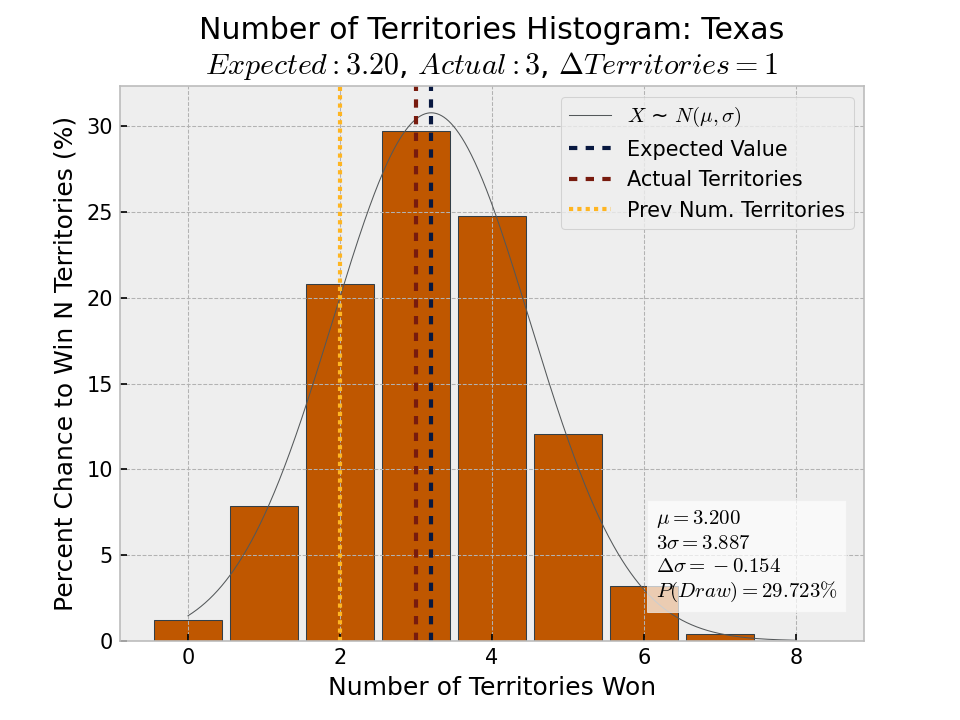 Number of Territories Histogram: Texas
Expected : 3.20, Actual : 3, ΔTerritories = 1
Percent Chance to Win N Territories (%)
30
25
20
15
10
5
0
X ~ N(μ, σ)
Expected Value
Actual Territories
Prev Num. Territories
μ = 3.200
3σ = 3.887
Δσ = −0.154
P(Draw) = 29.723%
0 2 4 6 8
Number of Territories Won